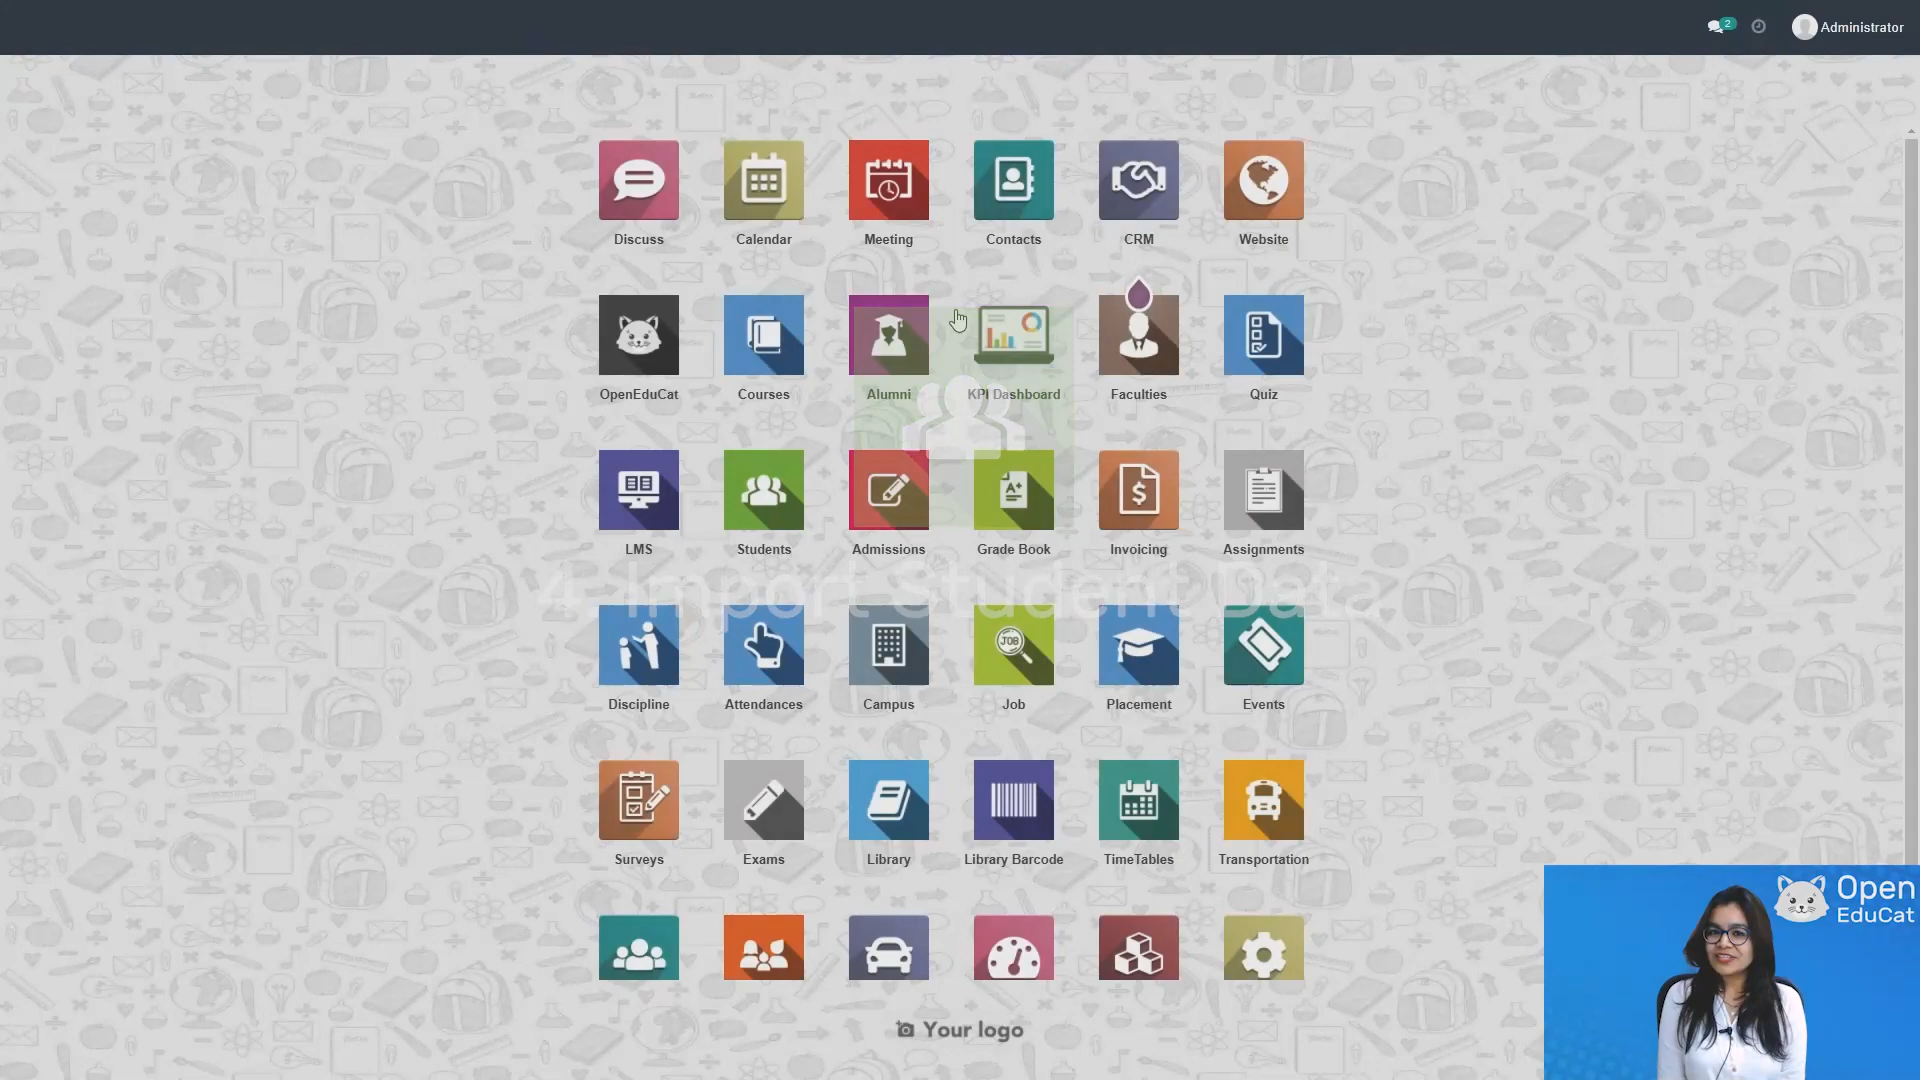 2
Administrator
Discuss
Calendar
Meeting
Contacts
CRM
Website
OpenEduCat
Courses
Alumni
KPI Dashboard
Faculties
Quiz
LMS
Students
Admissions
A+
Grade Book
$
Invoicing
Assignments
4. Import Student Data
Discipline
Attendances
Campus
JOB
Job
Placement
Events
Surveys
Exams
Library
Library Barcode
TimeTables
Transportation
Open
EduCat
Your logo